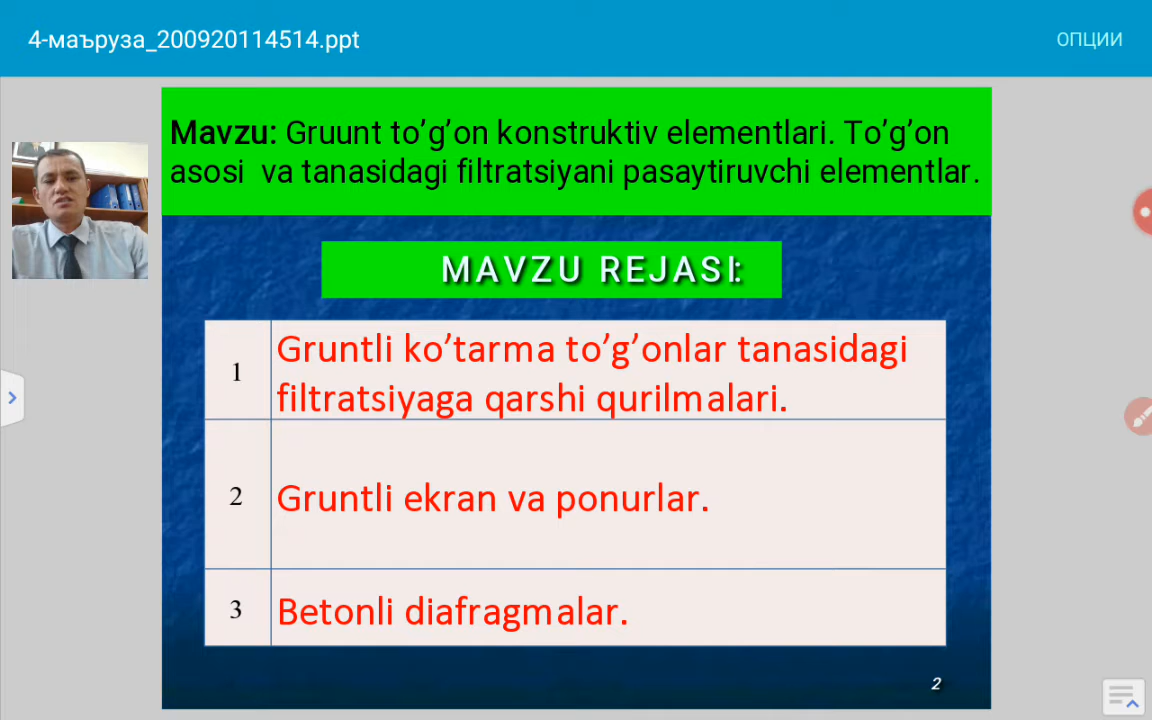 4-маъруза_200920114514.ppt
ОПЦИИ
Mavzu: Gruunt to’g’on konstruktiv elementlari. To’g’on
asosi va tanasidagi filtratsiyani pasaytiruvchi elementlar.
MAVZU REJASI:
1
Gruntli ko’tarma to’g’onlar tanasidagi
filtratsiyaga qarshi qurilmalari.
2
Gruntli ekran va ponurlar.
3
Betonli diafragmalar.
2